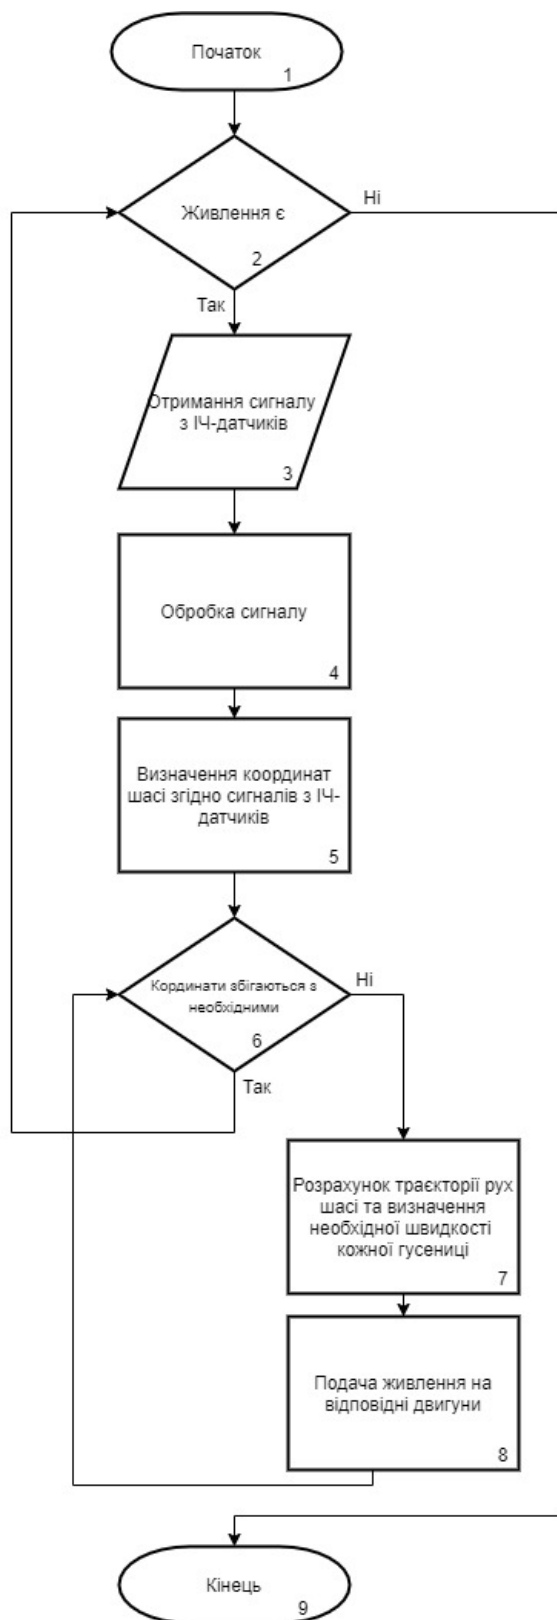 Початок
1
Живлення є
Ні
2
Так
Отримання сигналу
з ІЧ-датчиків
3
Обробка сигналу
4
Визначення координат
шасі згідно сигналів з ІЧ-
датчиків
5
Кординати збігаються з
необхідними
Ні
6
Так
Розрахунок траєкторії рух
шасі та визначення
необхідної швидкості
кожної гусениці
7
Подача живлення на
відповідні двигуни
8
Кінець
9